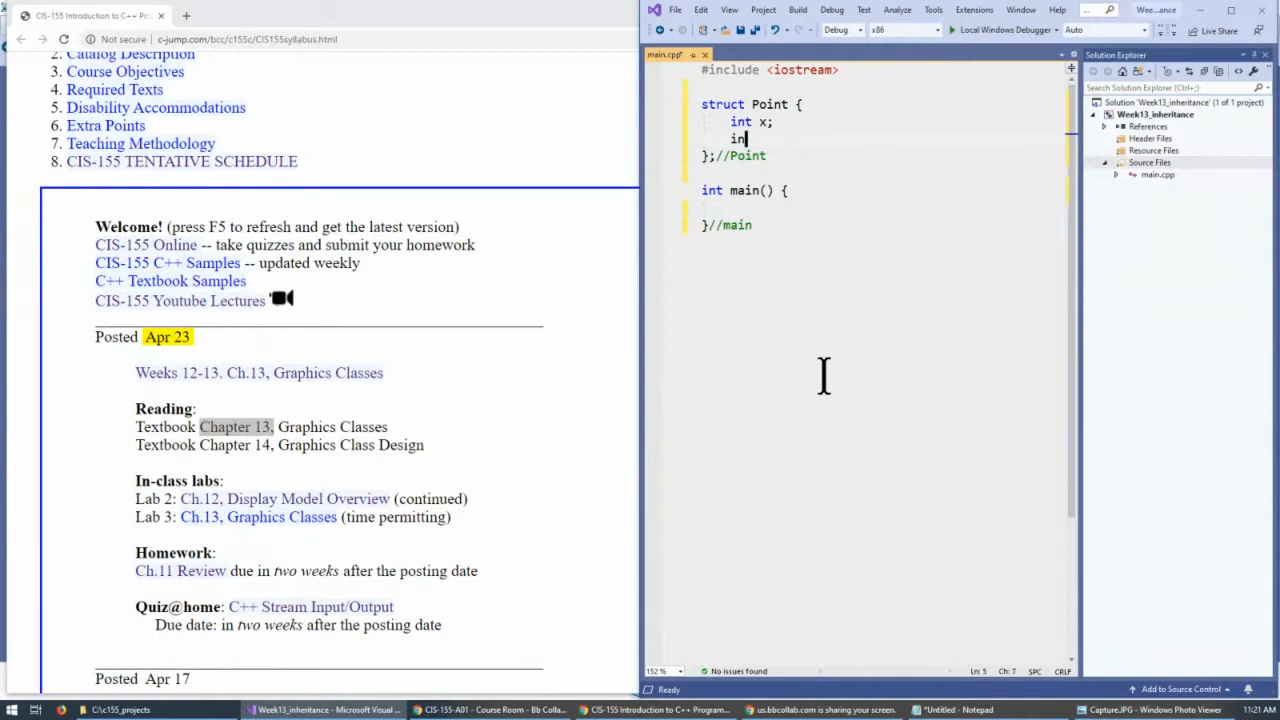 CIS-155 Introduction to C++ Pro
Not secure | c-jump.com/bcc/c155c/CIS155syllabus.html
2. Catalog Description
3. Course Objectives
4. Required Texts
5. Disability Accommodations
6. Extra Points
7. Teaching Methodology
8. CIS-155 TENTATIVE SCHEDULE
Welcome! (press F5 to refresh and get the latest version)
CIS-155 Online -- take quizzes and submit your homework
CIS-155 C++ Samples -- updated weekly
C++ Textbook Samples
CIS-155 Youtube Lectures
Posted Apr 23
Weeks 12-13. Ch.13, Graphics Classes
Reading:
Textbook Chapter 13, Graphics Classes
Textbook Chapter 14, Graphics Class Design
In-class labs:
Lab 2: Ch.12, Display Model Overview (continued)
Lab 3: Ch.13, Graphics Classes (time permitting)
Homework:
Ch.11 Review due in two weeks after the posting date
Quiz@home: C++ Stream Input/Output
Due date: in two weeks after the posting date
Posted Apr 17
File Edit View Project Build Debug Test Analyze Tools Extensions Window Help ... Wee...ance
Debug x86 Local Windows Debugger Auto Live Share
main.cpp*
#include <iostream>
struct Point {
int x;
in
};//Point
int main() {
}//main
152 % No issues found Ln: 5 Ch: 7 SPC CRLF
Solution Explorer
Search Solution Explorer (Ctrl+;)
Solution 'Week13_inheritance' (1 of 1 project)
Week13_inheritance
References
Header Files
Resource Files
Source Files
main.cpp
Ready Add to Source Control
C:\c155_projects Week13_inheritance - Microsoft Visual ... CIS-155-A01 - Course Room – Bb Colla... CIS-155 Introduction to C++ Program... us.bbcollab.com is sharing your screen. *Untitled - Notepad Capture.JPG - Windows Photo Viewer 11:21 AM